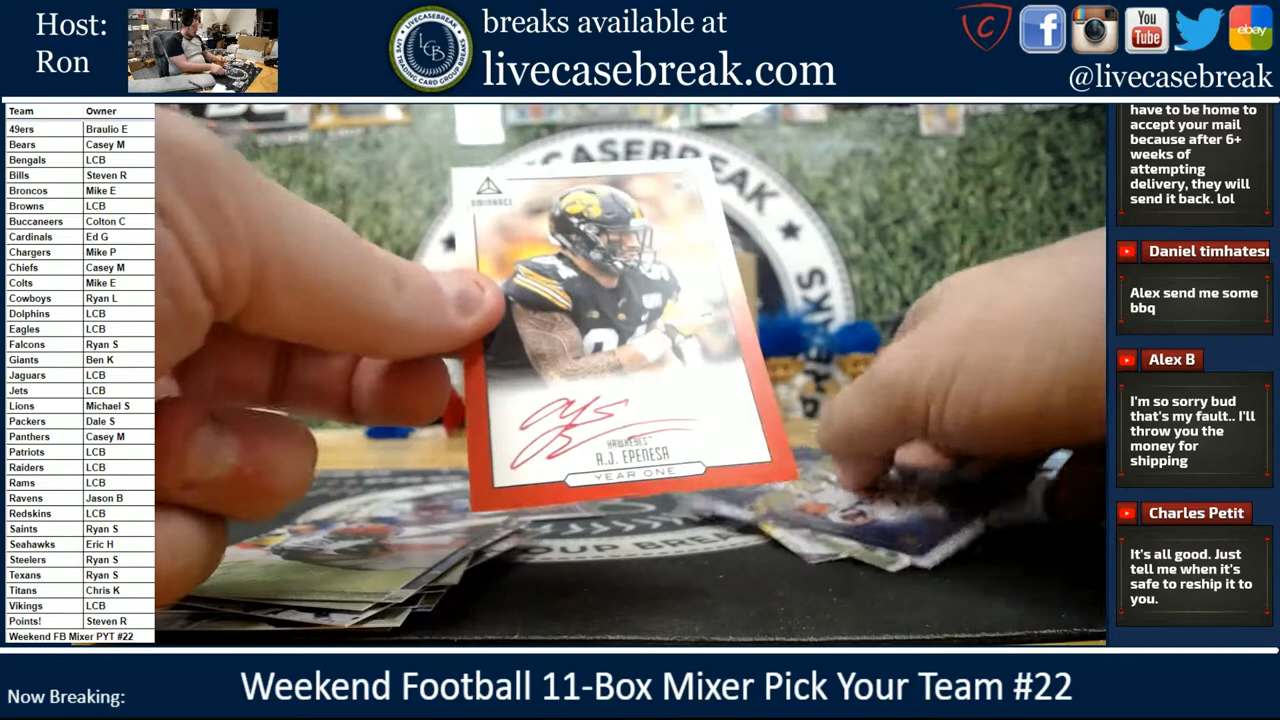 Host:
Ron
LCB
breaks available at
livecasebreak.com
You
Tube
ebay
@livecasebreak
Team Owner
49ers Braulio E
Bears Casey M
Bengals LCB
Bills Steven R
Broncos Mike E
Browns LCB
Buccaneers Colton C
Cardinals Ed G
Chargers Mike P
Chiefs Casey M
Colts Mike E
Cowboys Ryan L
Dolphins LCB
Eagles LCB
Falcons Ryan S
Giants Ben K
Jaguars LCB
Jets LCB
Lions Michael S
Packers Dale S
Panthers Casey M
Patriots LCB
Raiders LCB
Rams LCB
Ravens Jason B
Redskins LCB
Saints Ryan S
Seahawks Eric H
Steelers Ryan S
Texans Ryan S
Titans Chris K
Vikings LCB
Points! Steven R
Weekend FB Mixer PYT #22
HAWKEYES
A.J. EPENESA
YEAR ONE
have to be home to
accept your mail
because after 6+
weeks of
attempting
delivery, they will
send it back. lol
Daniel timhates
Alex send me some
bbq
Alex B
I'm so sorry bud
that's my fault.. I'll
throw you the
money for
shipping
Charles Petit
It's all good. Just
tell me when it's
safe to reship it to
you.
Now Breaking:
Weekend Football 11-Box Mixer Pick Your Team #22